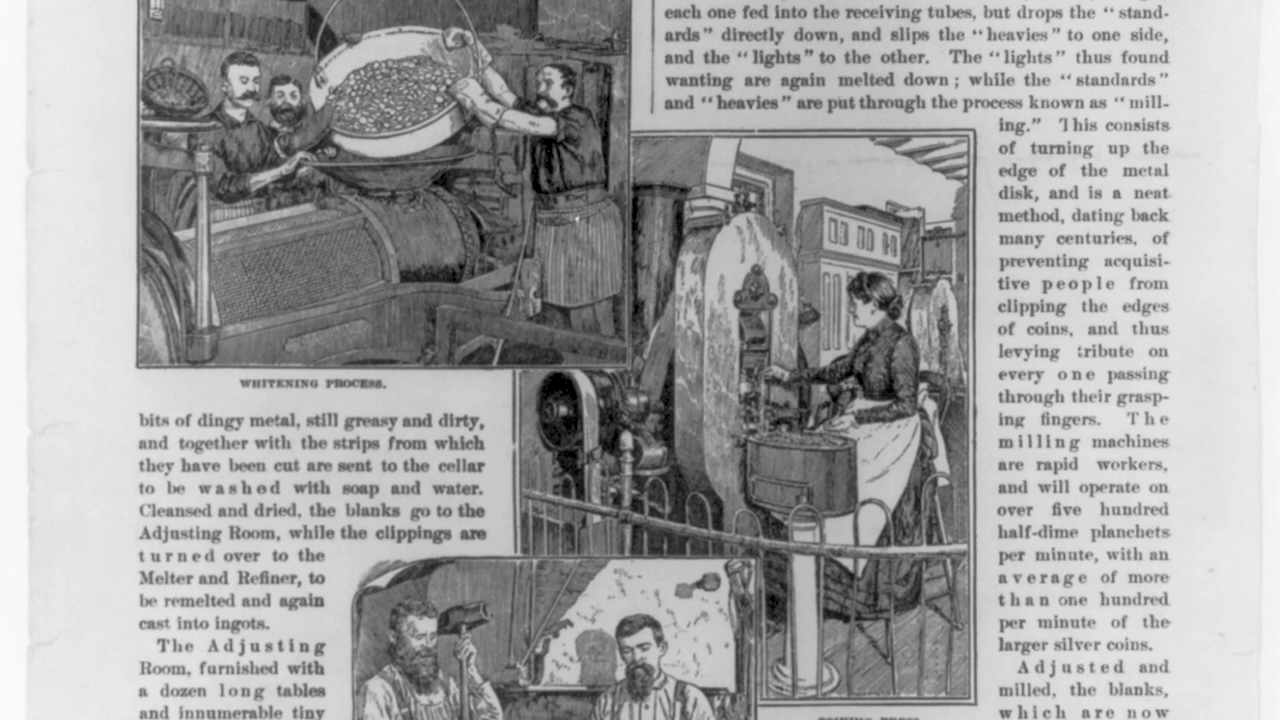 each one fed into the receiving tubes, but drops the "stand-
ards" directly down, and slips the "heavies" to one side,
and the "lights" to the other. The "lights" thus found
wanting are again melted down; while the "standards"
and "heavies" are put through the process known as "mill-
ing." This consists
of turning up the
edge of the metal
disk, and is a neat
method, dating back
many centuries, of
preventing acquisi-
tive people from
clipping the edges
of coins, and thus
levying tribute on
every one passing
through their grasp-
ing fingers. The
milling machines
are rapid workers,
and will operate on
over five hundred
half-dime planchets
per minute, with an
average of more
than one hundred
per minute of the
larger silver coins.
Adjusted and
milled, the blanks,
which are now
WHITENING PROCESS.
bits of dingy metal, still greasy and dirty,
and together with the strips from which
they have been cut are sent to the cellar
to be washed with soap and water.
Cleansed and dried, the blanks go to the
Adjusting Room, while the clippings are
turned over to the
Melter and Refiner, to
be remelted and again
cast into ingots.
The Adjusting
Room, furnished with
a dozen long tables
and innumerable tiny